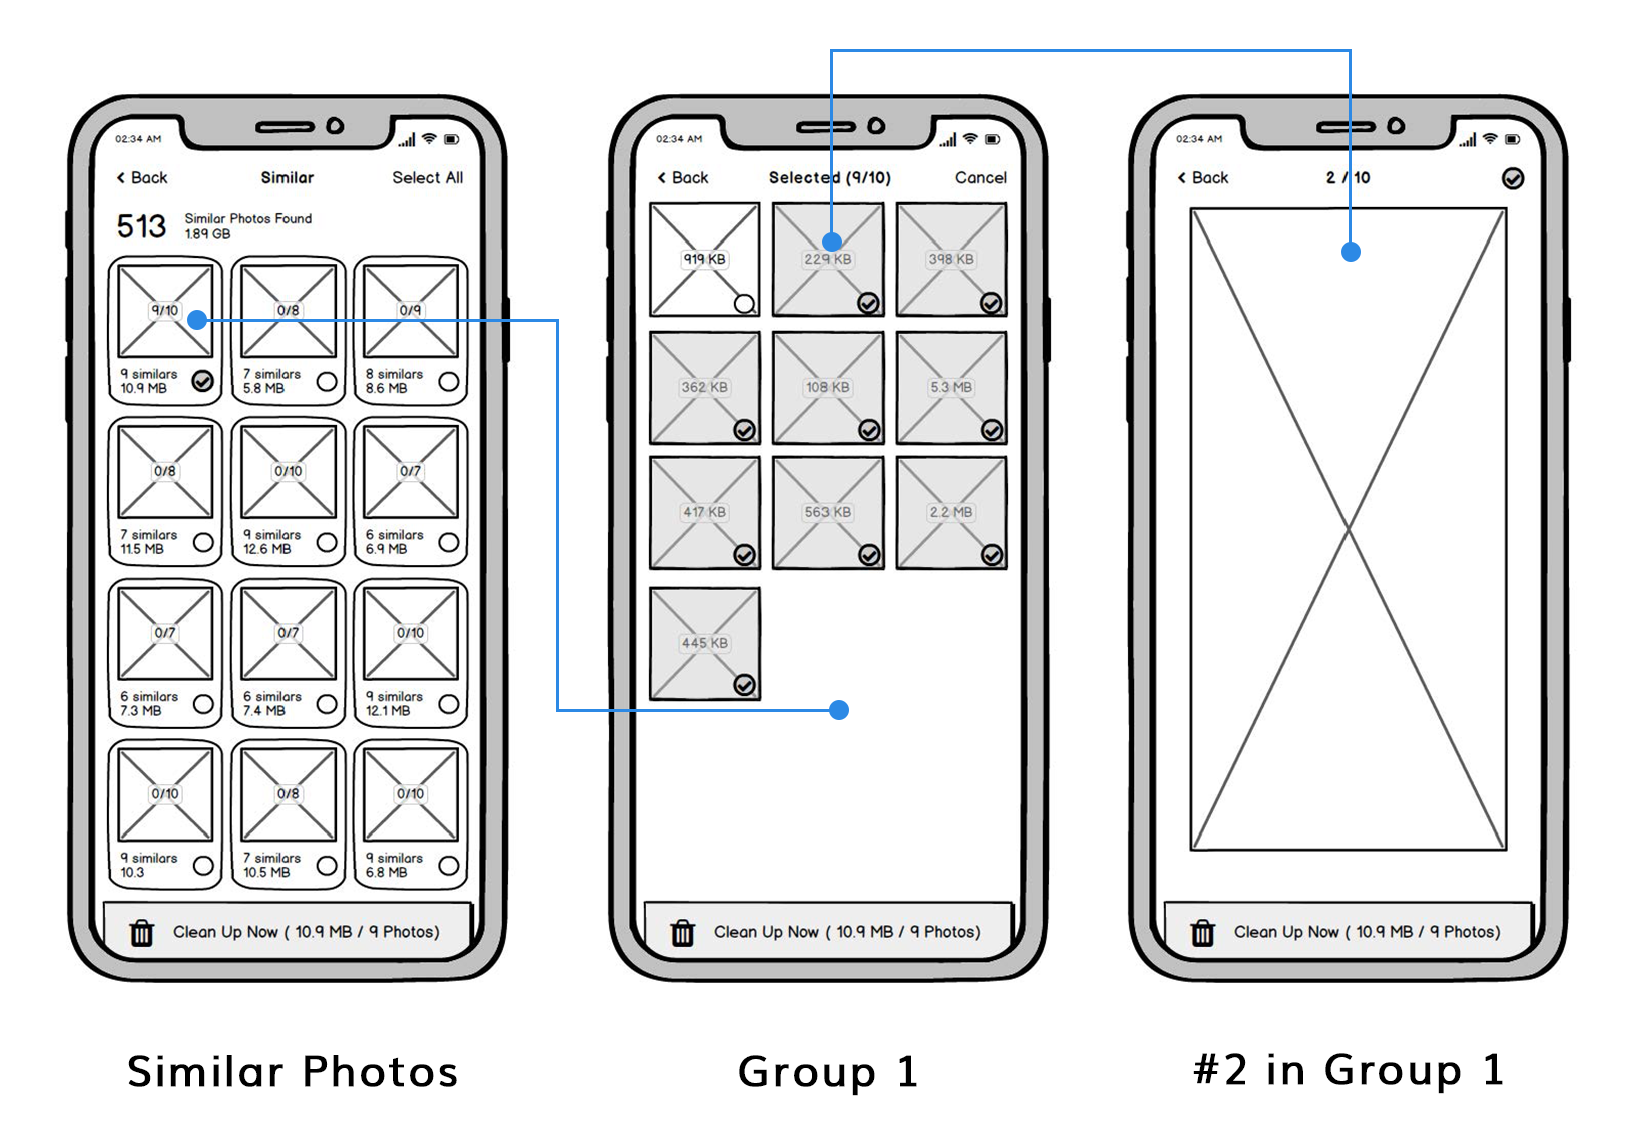 02:34 AM
Back
Similar
Select All
513
Similar Photos Found
1.89 GB
9/10
0/8
0/9
9 similars
10.9 MB
7 similars
5.8 MB
8 similars
8.6 MB
0/8
0/10
0/7
7 similars
11.5 MB
9 similars
12.6 MB
6 similars
6.9 MB
0/7
0/7
0/10
6 similars
7.3 MB
6 similars
7.4 MB
9 similars
12.1 MB
0/10
0/8
0/10
9 similars
10.3
7 similars
10.5 MB
9 similars
6.8 MB
Clean Up Now ( 10.9 MB / 9 Photos)
Similar Photos
02:34 AM
Back
Selected (9/10)
Cancel
919 KB
229 KB
398 KB
362 KB
108 KB
5.3 MB
417 KB
563 KB
2.2 MB
445 KB
Clean Up Now ( 10.9 MB / 9 Photos)
Group 1
02:34 AM
Back
2 / 10
Clean Up Now ( 10.9 MB / 9 Photos)
#2 in Group 1